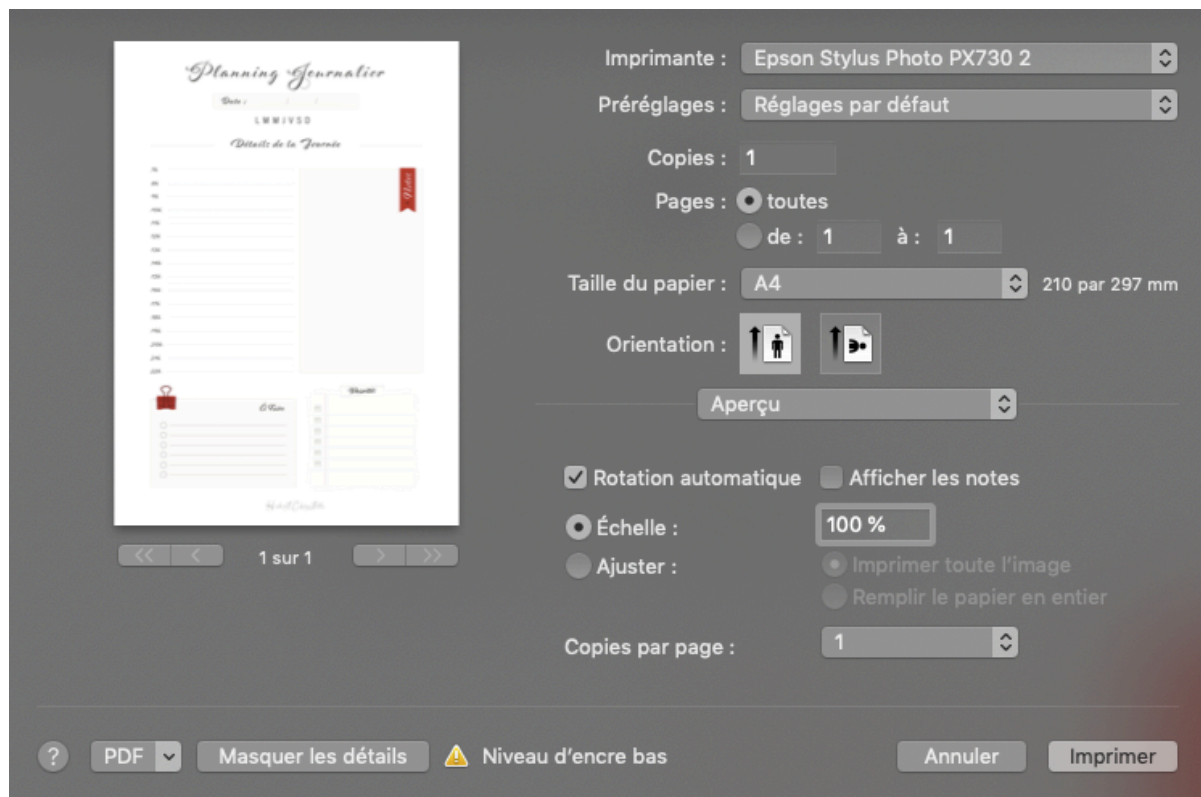 Planning Journalier
Date : / /
L M M J V S D
Détails de la Journée
Notes
À Faire
Imprimante : Epson Stylus Photo PX730 2
Préréglages : Réglages par défaut
Copies : 1
Pages : toutes
de : 1 à : 1
Taille du papier : A4 210 par 297 mm
Orientation :
Aperçu
Rotation automatique Afficher les notes
Échelle : 100 %
Ajuster : Imprimer toute l'image
Remplir le papier en entier
Copies par page : 1
<< < 1 sur 1 > >>
? PDF Masquer les détails Niveau d'encre bas Annuler Imprimer